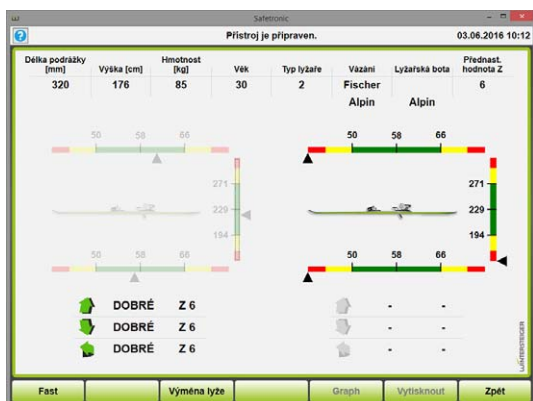 Safetronic
Přístroj je připraven.
03.06.2016 10:12
Délka podrážky [mm] Výška [cm] Hmotnost [kg] Věk Typ lyžaře Vázání Lyžařská bota Přednast. hodnota Z
320 176 85 30 2 Fischer 6
Alpin Alpin
50 58 66 50 58 66
271 271
229 229
194 194
50 58 66 50 58 66
DOBRÉ Z 6 - -
DOBRÉ Z 6 - -
DOBRÉ Z 6 - -
WINTERSTEIGER
Fast Výměna lyže Graph Vytisknout Zpět